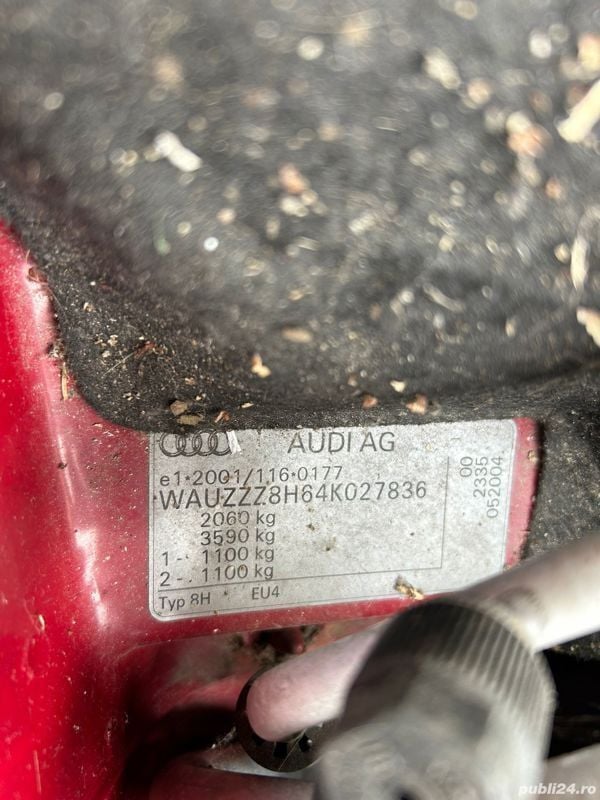 AUDI AG
e1*2001/116*0177
WAUZZZ8H64K027836
2060 kg
3590 kg
1-. 1100 kg
2-. 1100 kg
Typ 8H EU4
00
2335
052004
publi24.ro